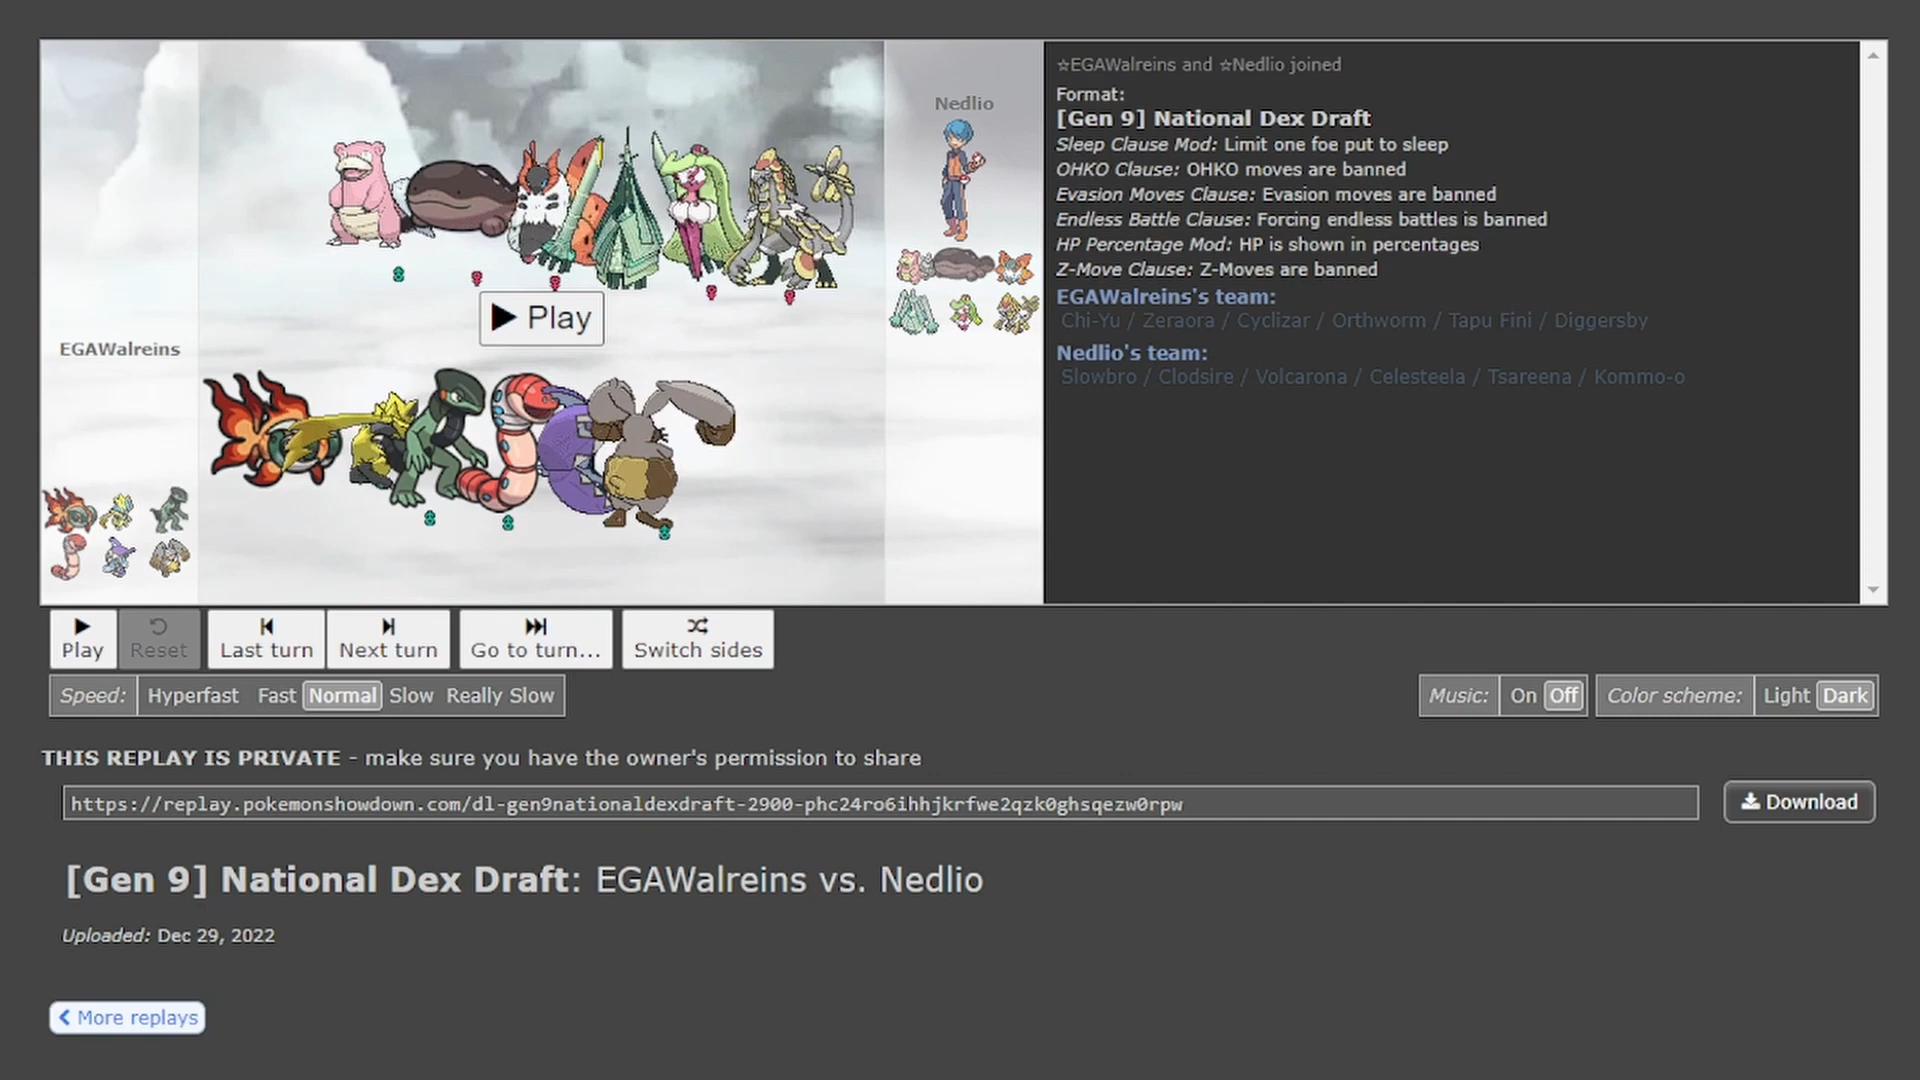 ☆EGAWalreins and ☆Nedlio joined
Format:
[Gen 9] National Dex Draft
Sleep Clause Mod: Limit one foe put to sleep
OHKO Clause: OHKO moves are banned
Evasion Moves Clause: Evasion moves are banned
Endless Battle Clause: Forcing endless battles is banned
HP Percentage Mod: HP is shown in percentages
Z-Move Clause: Z-Moves are banned
EGAWalreins's team:
Chi-Yu / Zeraora / Cyclizar / Orthworm / Tapu Fini / Diggersby
Nedlio's team:
Slowbro / Clodsire / Volcarona / Celesteela / Tsareena / Kommo-o
Nedlio
Play
EGAWalreins
Play Reset Last turn Next turn Go to turn... Switch sides
Speed: Hyperfast Fast Normal Slow Really Slow Music: On Off Color scheme: Light Dark
THIS REPLAY IS PRIVATE - make sure you have the owner's permission to share
https://replay.pokemonshowdown.com/dl-gen9nationaldexdraft-2900-phc24ro6ihhjkrfwe2qzk0ghsqezw0rpw Download
[Gen 9] National Dex Draft: EGAWalreins vs. Nedlio
Uploaded: Dec 29, 2022
More replays